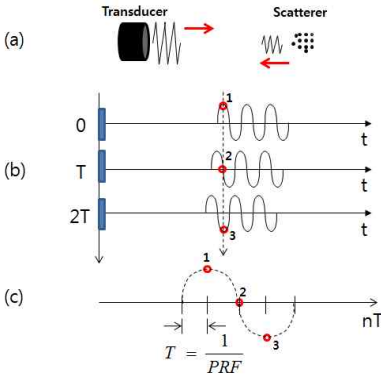 Transducer
Scatterer
(a)
1
0
t
2
(b)
T
t
2T
3
t
1
(c)
2
3
nT
T = 1 / PRF